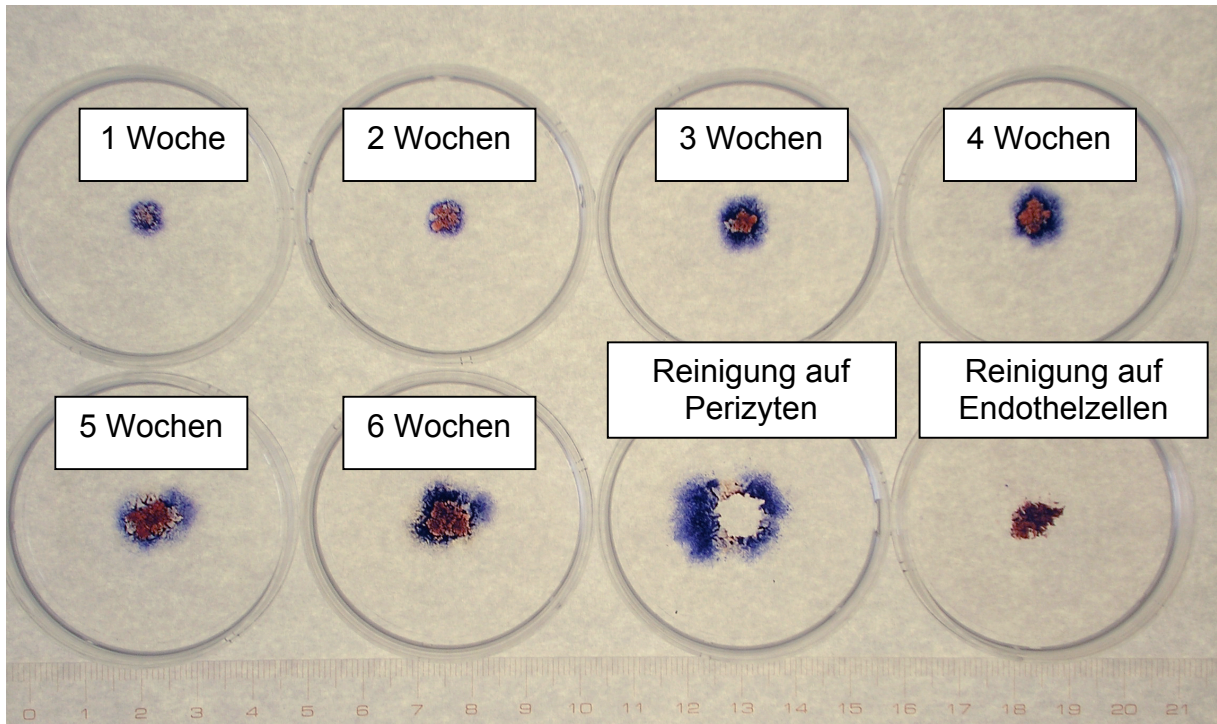 1 Woche
2 Wochen
3 Wochen
4 Wochen
Reinigung auf
Perizyten
Reinigung auf
Endothelzellen
5 Wochen
6 Wochen
0 1 2 3 4 5 6 7 8 9 10 11 12 13 14 15 16 17 18 19 20 21